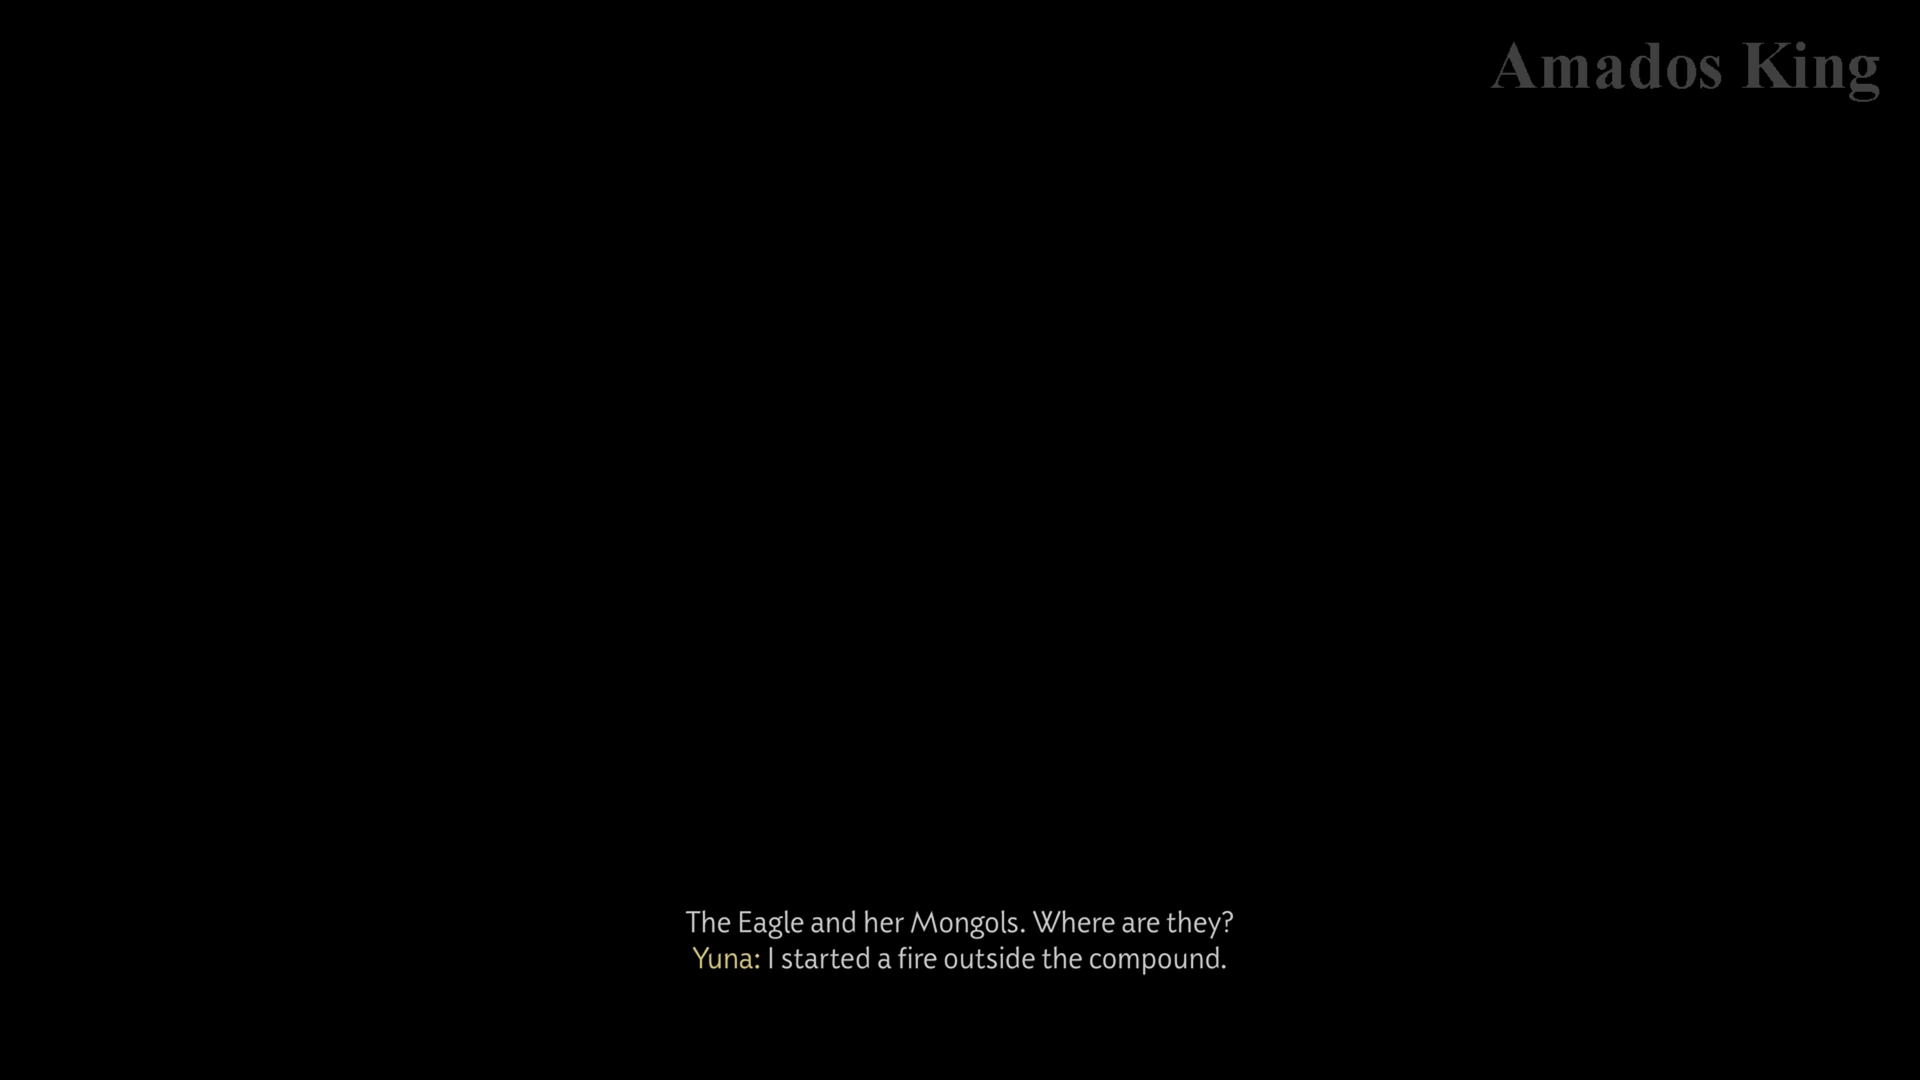 Amados King
The Eagle and her Mongols. Where are they?
Yuna: I started a fire outside the compound.